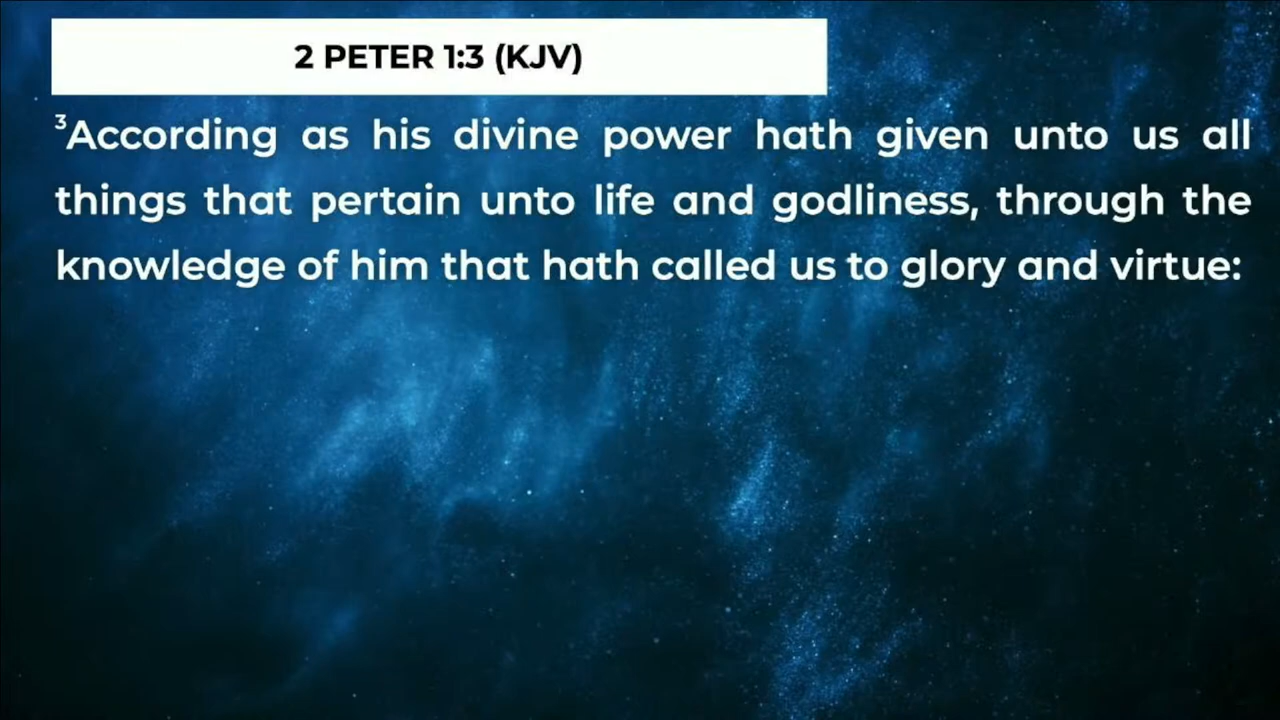 2 PETER 1:3 (KJV)
³According as his divine power hath given unto us all
things that pertain unto life and godliness, through the
knowledge of him that hath called us to glory and virtue: